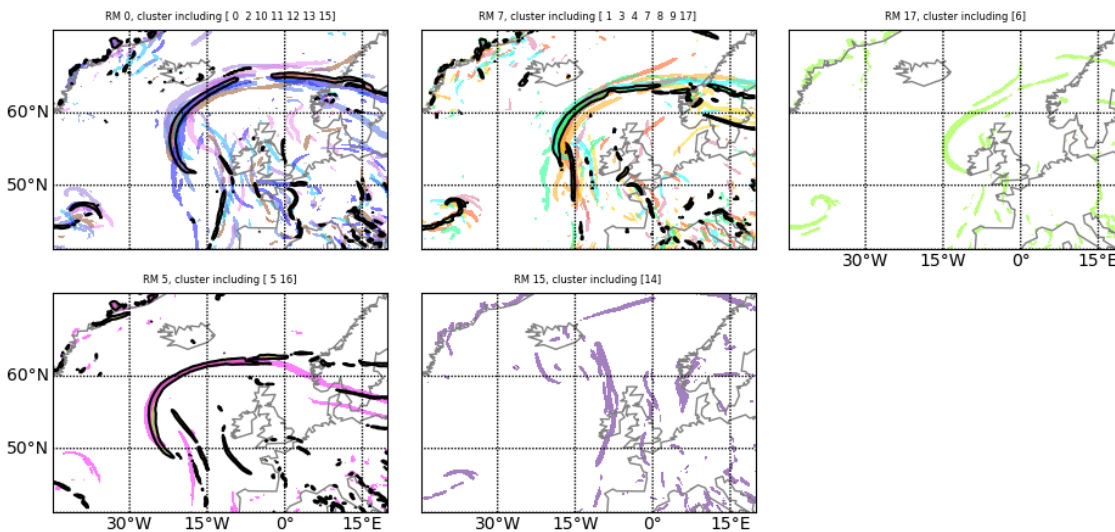 RM 0, cluster including [ 0 2 10 11 12 13 15]
RM 7, cluster including [ 1 3 4 7 8 9 17]
RM 17, cluster including [6]
60°N
50°N
30°W 15°W 0° 15°E
RM 5, cluster including [ 5 16]
RM 15, cluster including [14]
60°N
50°N
30°W 15°W 0° 15°E
30°W 15°W 0° 15°E